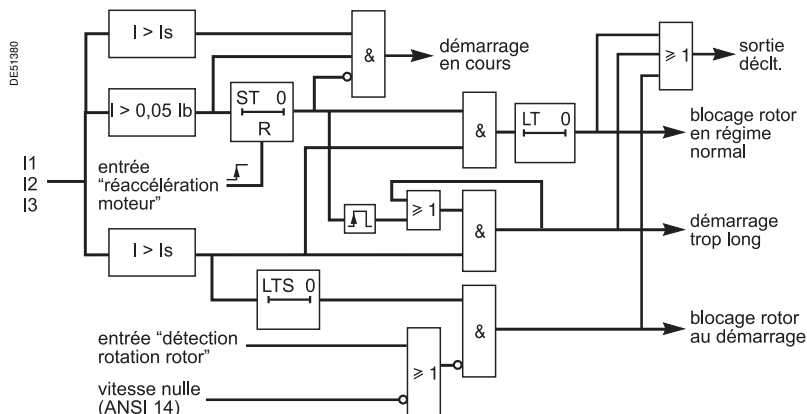 DE51380
I > Is
&
démarrage
en cours
≥ 1
sortie
déclt.
I > 0,05 Ib
ST 0
R
&
LT 0
blocage rotor
en régime
normal
I1
I2
I3
entrée
“réaccélération
moteur”
≥ 1
&
démarrage
trop long
I > Is
LTS 0
&
blocage rotor
au démarrage
entrée “détection
rotation rotor”
≥ 1
vitesse nulle
(ANSI 14)